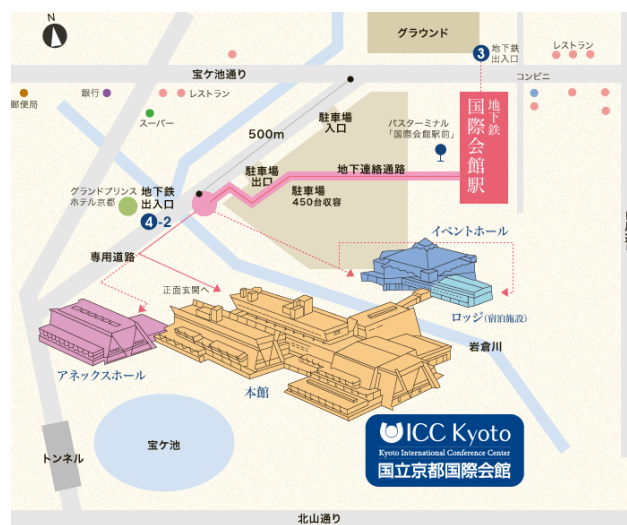 N
グラウンド
3
地下鉄
出入口
レストラン
宝ケ池通り
コンビニ
銀行
レストラン
郵便局
スーパー
500m
駐車場
入口
バスターミナル
「国際会館駅前」
地下鉄
国際会館駅
駐車場
出口
地下連絡通路
グランドプリンス
ホテル京都
地下鉄
出入口
4-2
駐車場
450台収容
専用道路
イベントホール
正面玄関へ
ロッジ(宿泊施設)
岩倉川
アネックスホール
本館
宝ケ池
トンネル
ICC Kyoto
Kyoto International Conference Center
国立京都国際会館
北山通り